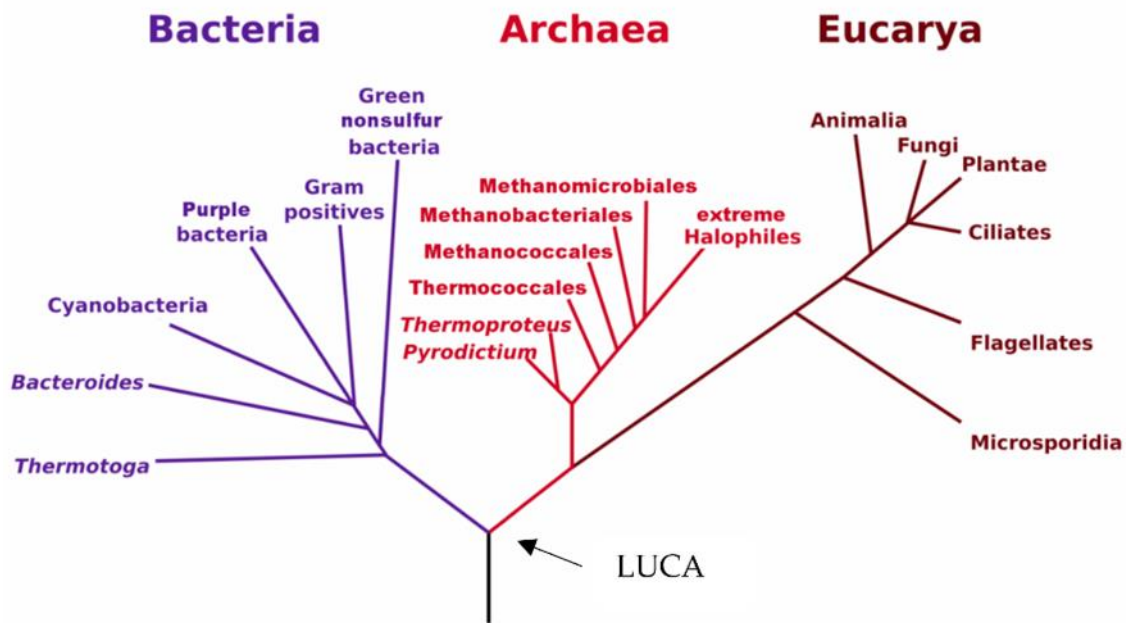 Bacteria
Archaea
Eucarya
Green
nonsulfur
bacteria
Gram
positives
Purple
bacteria
Cyanobacteria
Bacteroides
Thermotoga
Methanomicrobiales
Methanobacteriales
extreme
Halophiles
Methanococcales
Thermococcales
Thermoproteus
Pyrodictium
Animalia
Fungi
Plantae
Ciliates
Flagellates
Microsporidia
LUCA